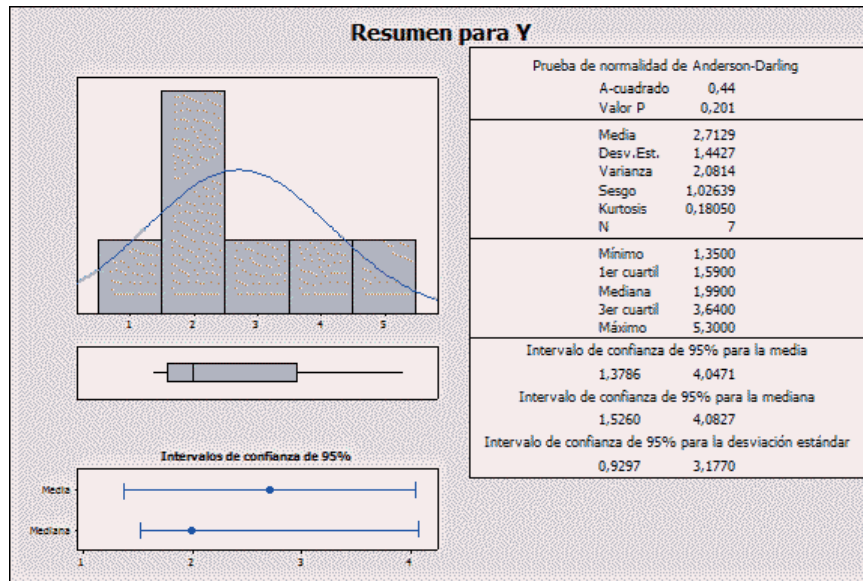 Resumen para Y
1 2 3 4 5
Intervalos de confianza de 95%
Media
Mediana
1 2 3 4
Prueba de normalidad de Anderson-Darling
A-cuadrado 0,44
Valor P 0,201
Media 2,7129
Desv.Est. 1,4427
Varianza 2,0814
Sesgo 1,02639
Kurtosis 0,18050
N 7
Mínimo 1,3500
1er cuartil 1,5900
Mediana 1,9900
3er cuartil 3,6400
Máximo 5,3000
Intervalo de confianza de 95% para la media
1,3786 4,0471
Intervalo de confianza de 95% para la mediana
1,5260 4,0827
Intervalo de confianza de 95% para la desviación estándar
0,9297 3,1770